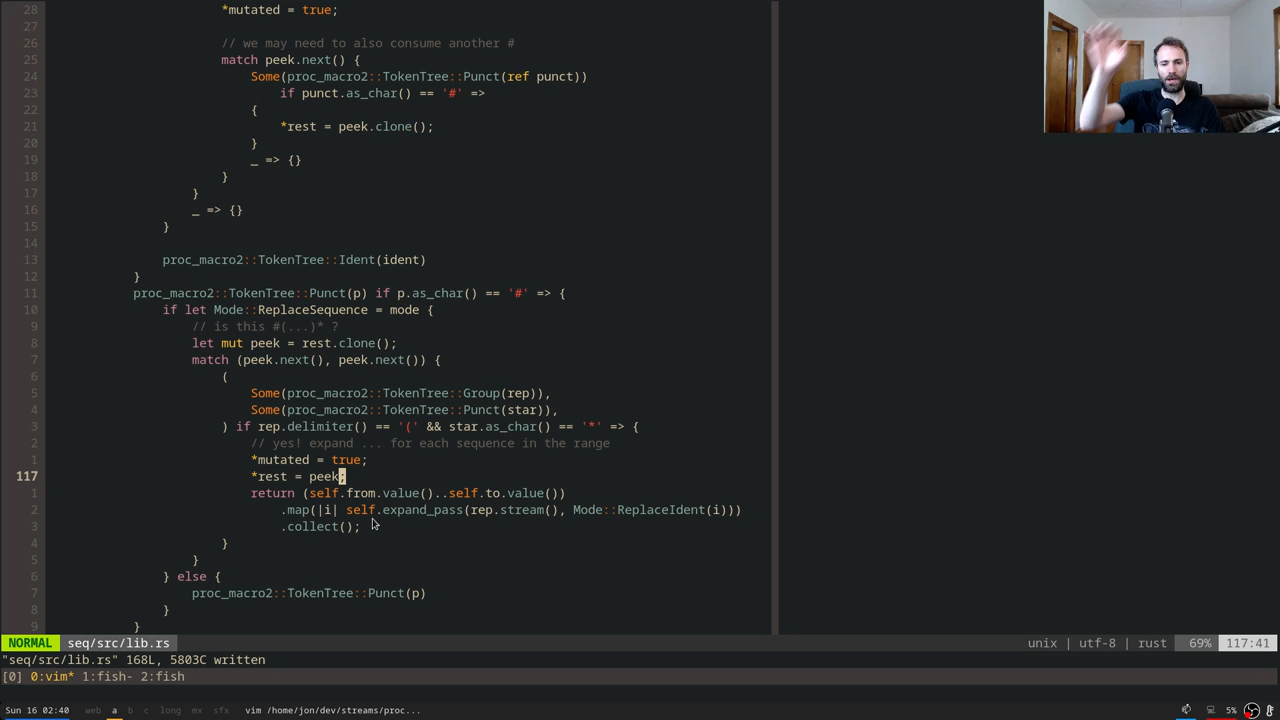 28 *mutated = true;
27
26 // we may need to also consume another #
25 match peek.next() {
24 Some(proc_macro2::TokenTree::Punct(ref punct))
23 if punct.as_char() == '#' =>
22 {
21 *rest = peek.clone();
20 }
19 _ => {}
18 }
17 }
16 _ => {}
15 }
14
13 proc_macro2::TokenTree::Ident(ident)
12 }
11 proc_macro2::TokenTree::Punct(p) if p.as_char() == '#' => {
10 if let Mode::ReplaceSequence = mode {
9 // is this #(...)* ?
8 let mut peek = rest.clone();
7 match (peek.next(), peek.next()) {
6 (
5 Some(proc_macro2::TokenTree::Group(rep)),
4 Some(proc_macro2::TokenTree::Punct(star)),
3 ) if rep.delimiter() == '(' && star.as_char() == '*' => {
2 // yes! expand ... for each sequence in the range
1 *mutated = true;
117 *rest = peek;
1 return (self.from.value()..self.to.value())
2 .map(|i| self.expand_pass(rep.stream(), Mode::ReplaceIdent(i)))
3 .collect();
4 }
5 }
6 } else {
7 proc_macro2::TokenTree::Punct(p)
8 }
9 }
NORMAL seq/src/lib.rs unix | utf-8 | rust 69% 117:41
"seq/src/lib.rs" 168L, 5803C written
[0] 0:vim* 1:fish- 2:fish
Sun 16 02:40 web a b c long mx sfx vim /home/jon/dev/streams/proc... 5%